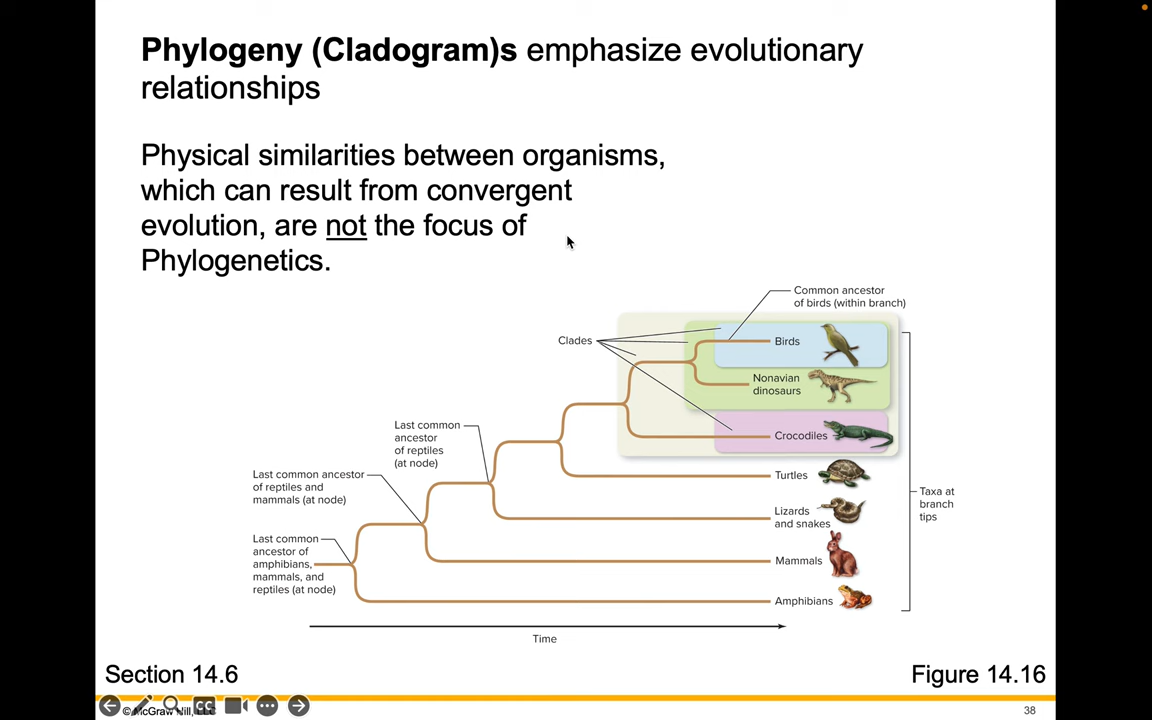 Phylogeny (Cladogram)s emphasize evolutionary
relationships
Physical similarities between organisms,
which can result from convergent
evolution, are not the focus of
Phylogenetics.
Common ancestor
of birds (within branch)
Clades
Birds
Nonavian
dinosaurs
Crocodiles
Last common
ancestor
of reptiles
(at node)
Turtles
Last common ancestor
of reptiles and
mammals (at node)
Lizards
and snakes
Taxa at
branch
tips
Last common
ancestor of
amphibians,
mammals, and
reptiles (at node)
Mammals
Amphibians
Time
Section 14.6
Figure 14.16
CC
© McGraw Hill, LLC
38